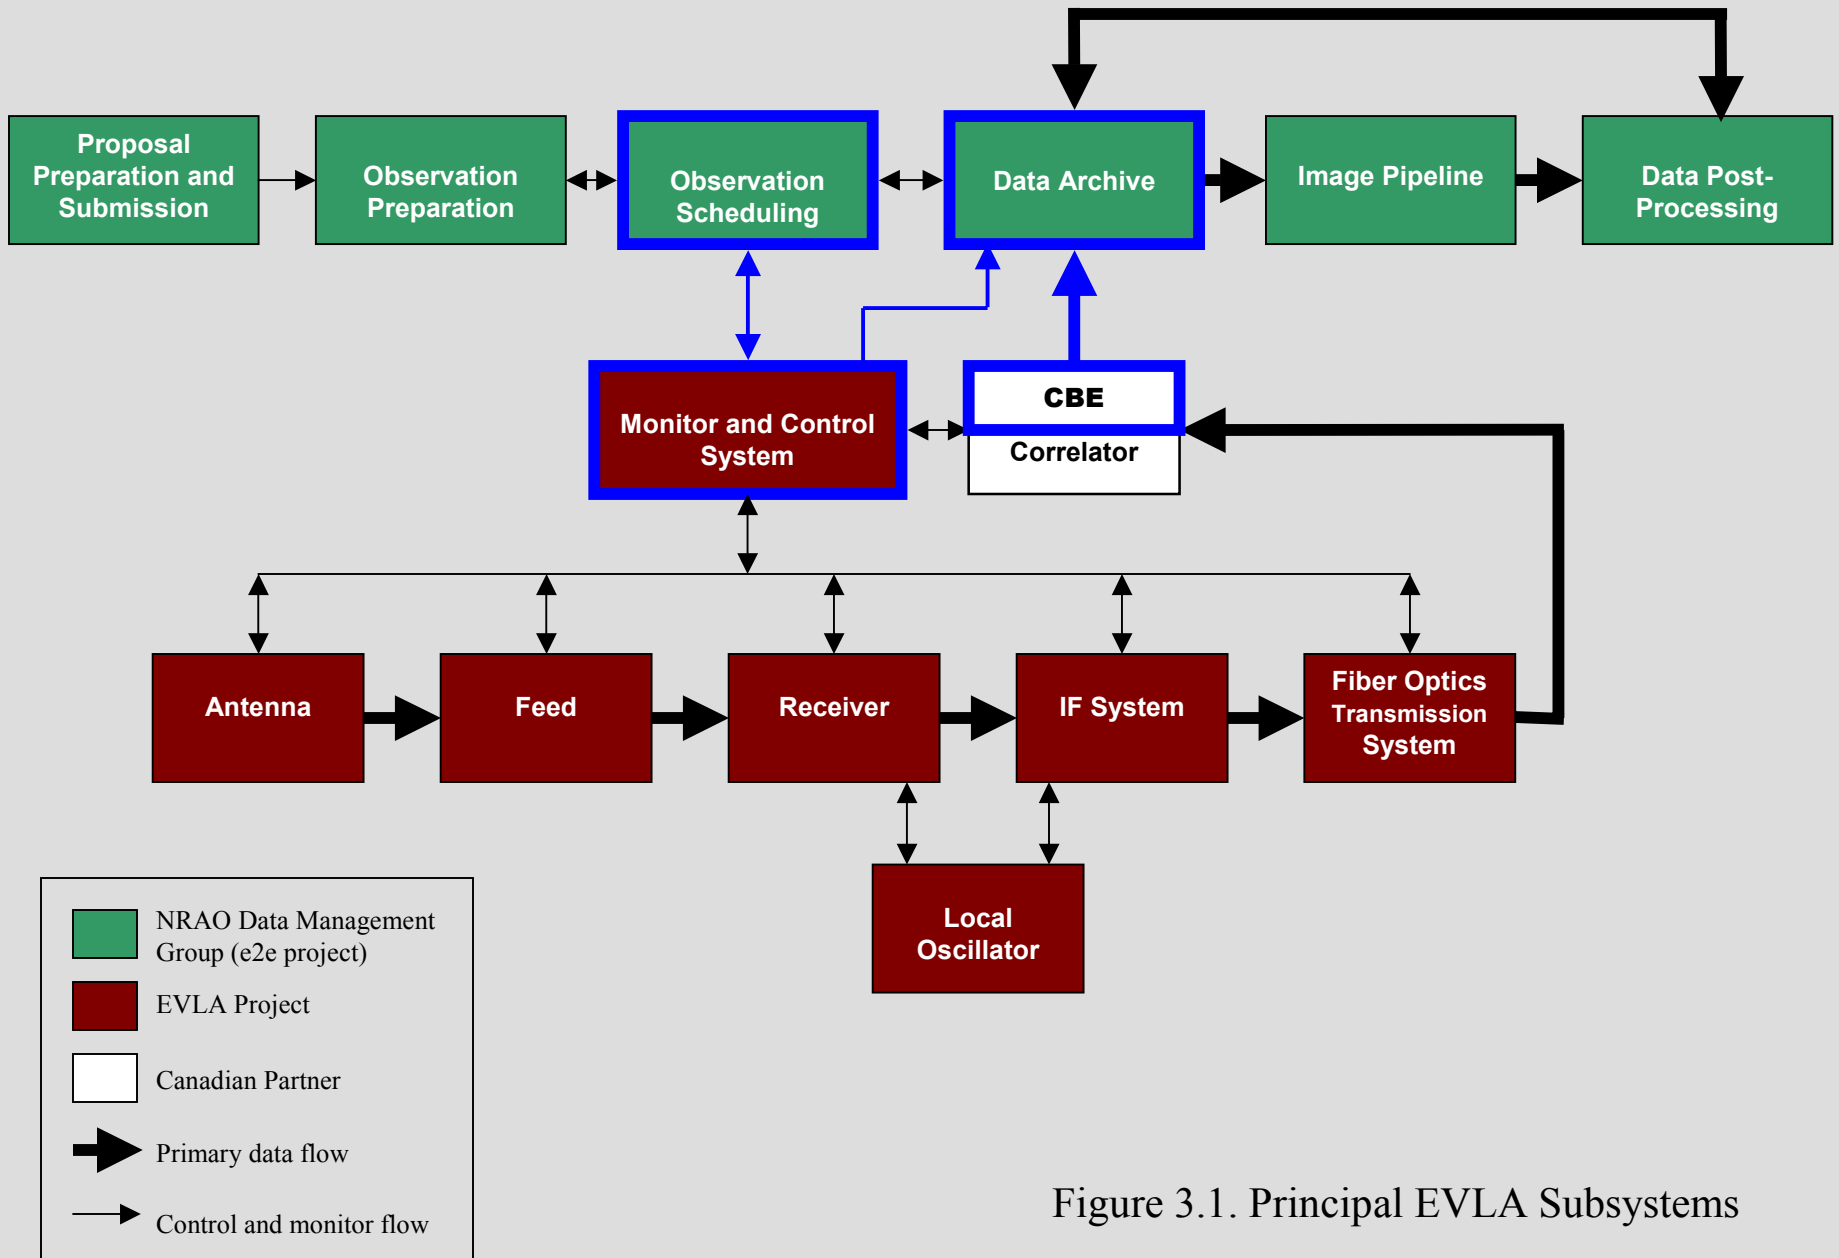 Proposal
Preparation and
Submission
Observation
Preparation
Observation
Scheduling
Data Archive
Image Pipeline
Data Post-
Processing
Monitor and Control
System
CBE
Correlator
Antenna
Feed
Receiver
IF System
Fiber Optics
Transmission
System
Local
Oscillator
NRAO Data Management
Group (e2e project)
EVLA Project
Canadian Partner
Primary data flow
Control and monitor flow
Figure 3.1. Principal EVLA Subsystems